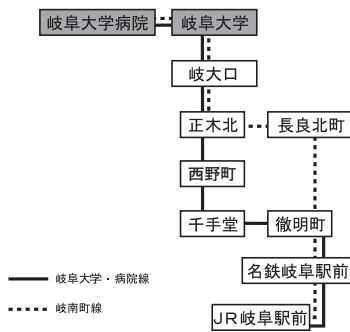 岐阜大学病院
岐阜大学
岐大口
正木北
長良北町
西野町
千手堂
徹明町
名鉄岐阜駅前
岐阜大学・病院線
岐南町線
JR岐阜駅前